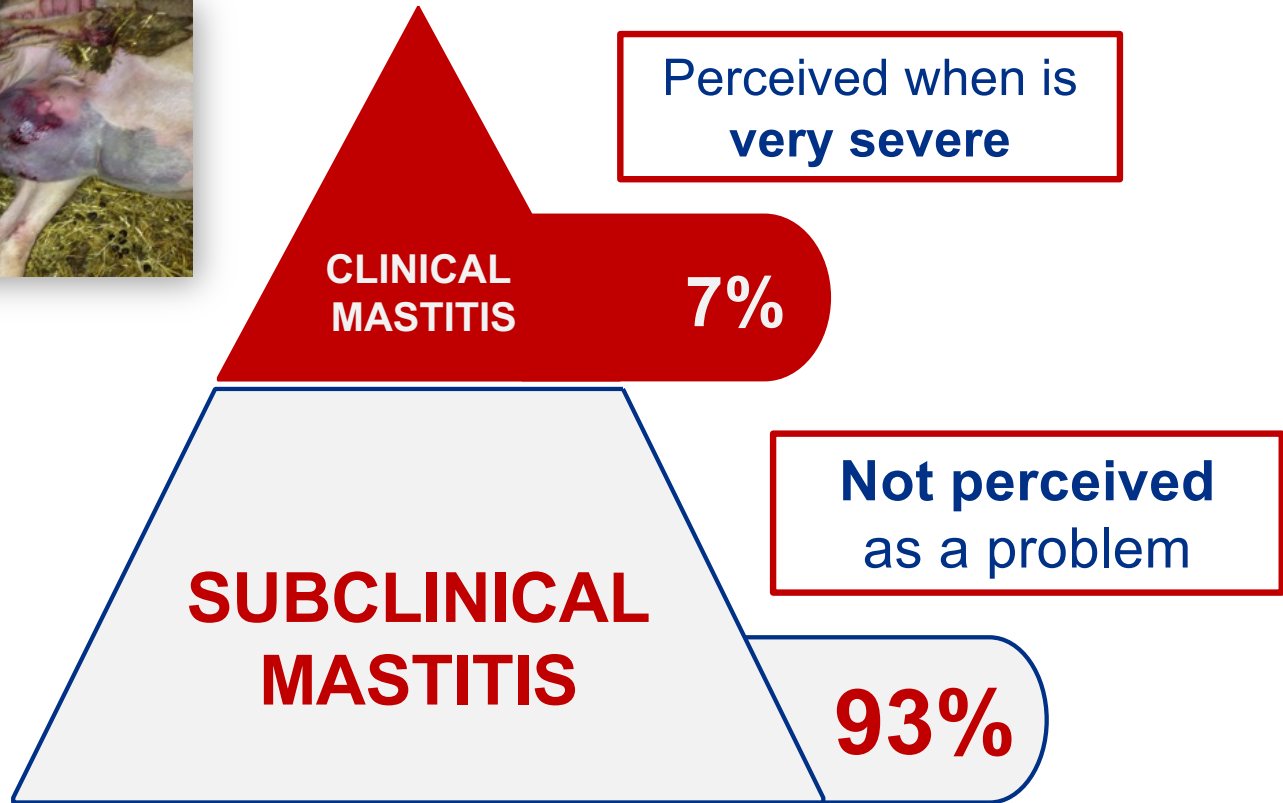 Perceived when is
very severe
CLINICAL
MASTITIS
7%
Not perceived
as a problem
SUBCLINICAL
MASTITIS
93%